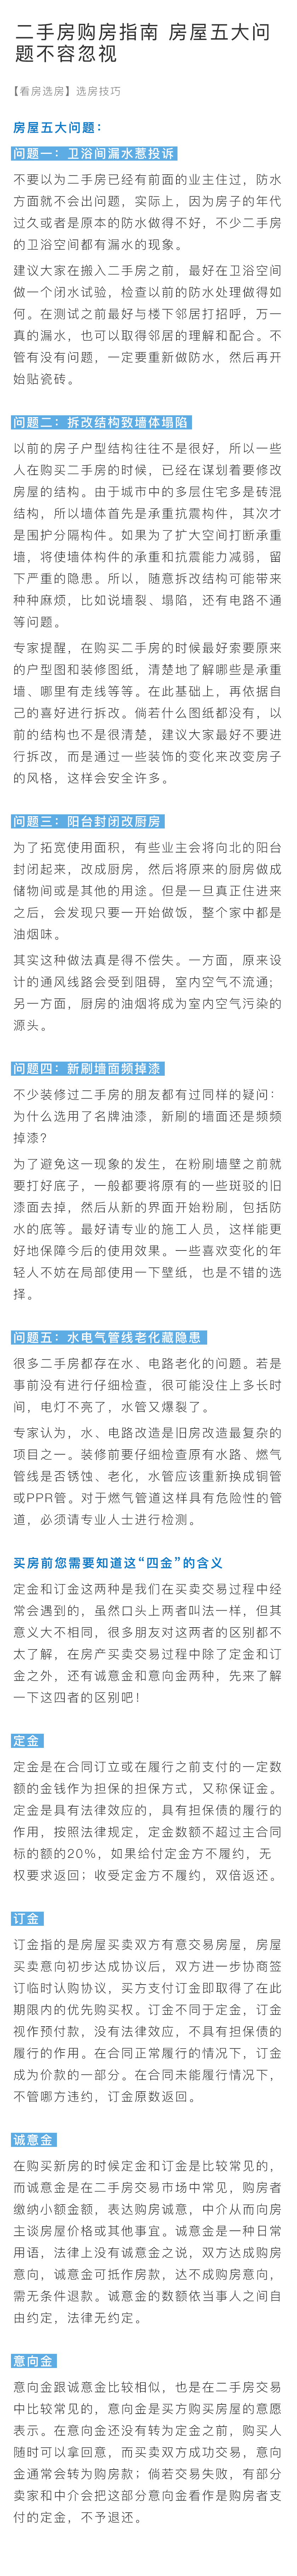 二手房购房指南 房屋五大问
题不容忽视
【看房选房】选房技巧
房屋五大问题：
问题一：卫浴间漏水惹投诉
不要以为二手房已经有前面的业主住过，防水
方面就不会出问题，实际上，因为房子的年代
过久或者是原本的防水做得不好，不少二手房
的卫浴空间都有漏水的现象。
建议大家在搬入二手房之前，最好在卫浴空间
做一个闭水试验，检查以前的防水处理做得如
何。在测试之前最好与楼下邻居打招呼，万一
真的漏水，也可以取得邻居的理解和配合。不
管有没有问题，一定要重新做防水，然后再开
始贴瓷砖。
问题二：拆改结构致墙体塌陷
以前的房子户型结构往往不是很好，所以一些
人在购买二手房的时候，已经在谋划着要修改
房屋的结构。由于城市中的多层住宅多是砖混
结构，所以墙体首先是承重抗震构件，其次才
是围护分隔构件。如果为了扩大空间打断承重
墙，将使墙体构件的承重和抗震能力减弱，留
下严重的隐患。所以，随意拆改结构可能带来
种种麻烦，比如说墙裂、塌陷，还有电路不通
等问题。
专家提醒，在购买二手房的时候最好索要原来
的户型图和装修图纸，清楚地了解哪些是承重
墙、哪里有走线等等。在此基础上，再依据自
己的喜好进行拆改。倘若什么图纸都没有，以
前的结构也不是很清楚，建议大家最好不要进
行拆改，而是通过一些装饰的变化来改变房子
的风格，这样会安全许多。
问题三：阳台封闭改厨房
为了拓宽使用面积，有些业主会将向北的阳台
封闭起来，改成厨房，然后将原来的厨房做成
储物间或是其他的用途。但是一旦真正住进来
之后，会发现只要一开始做饭，整个家中都是
油烟味。
其实这种做法真是得不偿失。一方面，原来设
计的通风线路会受到阻碍，室内空气不流通；
另一方面，厨房的油烟将成为室内空气污染的
源头。
问题四：新刷墙面频掉漆
不少装修过二手房的朋友都有过同样的疑问：
为什么选用了名牌油漆，新刷的墙面还是频频
掉漆？
为了避免这一现象的发生，在粉刷墙壁之前就
要打好底子，一般都要将原有的一些斑驳的旧
漆面去掉，然后从新的界面开始粉刷，包括防
水的底等。最好请专业的施工人员，这样能更
好地保障今后的使用效果。一些喜欢变化的年
轻人不妨在局部使用一下壁纸，也是不错的选
择。
问题五：水电气管线老化藏隐患
很多二手房都存在水、电路老化的问题。若是
事前没有进行仔细检查，很可能没住上多长时
间，电灯不亮了，水管又爆裂了。
专家认为，水、电路改造是旧房改造最复杂的
项目之一。装修前要仔细检查原有水路、燃气
管线是否锈蚀、老化，水管应该重新换成铜管
或PPR管。对于燃气管道这样具有危险性的管
道，必须请专业人士进行检测。
买房前您需要知道这“四金”的含义
定金和订金这两种是我们在买卖交易过程中经
常会遇到的，虽然口头上两者叫法一样，但其
意义大不相同，很多朋友对这两者的区别都不
太了解，在房产买卖交易过程中除了定金和订
金之外，还有诚意金和意向金两种，先来了解
一下这四者的区别吧！
定金
定金是在合同订立或在履行之前支付的一定数
额的金钱作为担保的担保方式，又称保证金。
定金是具有法律效应的，具有担保债的履行的
作用，按照法律规定，定金数额不超过主合同
标的额的20%，如果给付定金方不履约，无
权要求返回；收受定金方不履约，双倍返还。
订金
订金指的是房屋买卖双方有意交易房屋，房屋
买卖意向初步达成协议后，双方进一步协商签
订临时认购协议，买方支付订金即取得了在此
期限内的优先购买权。订金不同于定金，订金
视作预付款，没有法律效应，不具有担保债的
履行的作用。在合同正常履行的情况下，订金
成为价款的一部分。在合同未能履行情况下，
不管哪方违约，订金原数返回。
诚意金
在购买新房的时候定金和订金是比较常见的，
而诚意金是在二手房交易市场中常见，购房者
缴纳小额金额，表达购房诚意，中介从而向房
主谈房屋价格或其他事宜。诚意金是一种日常
用语，法律上没有诚意金之说，双方达成购房
意向，诚意金可抵作房款，达不成购房意向，
需无条件退款。诚意金的数额依当事人之间自
由约定，法律无约定。
意向金
意向金跟诚意金比较相似，也是在二手房交易
中比较常见的，意向金是买方购买房屋的意愿
表示。在意向金还没有转为定金之前，购买人
随时可以拿回意，而买卖双方成功交易，意向
金通常会转为购房款；倘若交易失败，有部分
卖家和中介会把这部分意向金看作是购房者支
付的定金，不予退还。